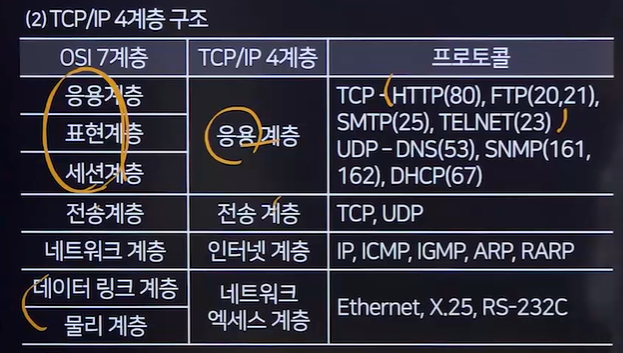 (2) TCP/IP 4계층 구조
OSI 7계층 TCP/IP 4계층 프로토콜
응용계층
표현계층
세션계층
응용 계층
TCP - HTTP(80), FTP(20,21),
SMTP(25), TELNET(23)
UDP – DNS(53), SNMP(161,
162), DHCP(67)
전송계층 전송 계층 TCP, UDP
네트워크 계층 인터넷 계층 IP, ICMP, IGMP, ARP, RARP
데이터 링크 계층
물리 계층
네트워크
엑세스 계층
Ethernet, X.25, RS-232C